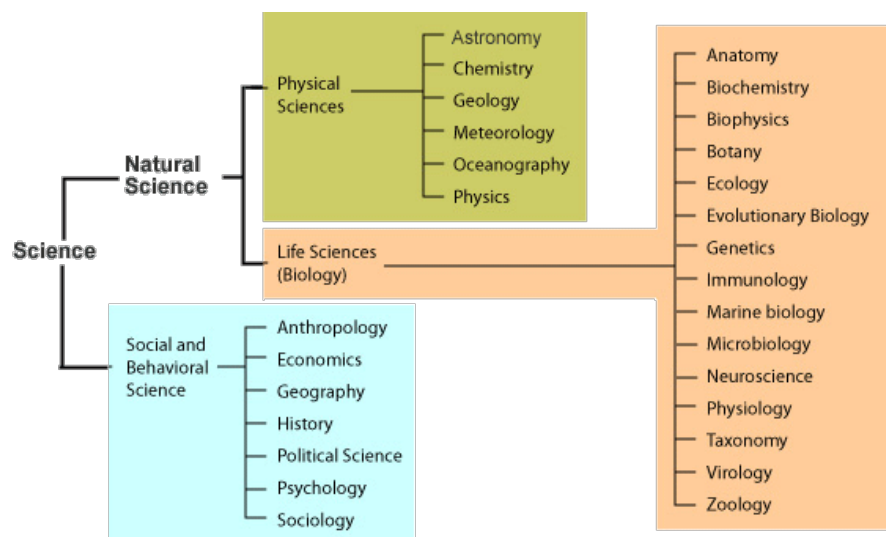 Science
Natural
Science
Physical
Sciences
Astronomy
Chemistry
Geology
Meteorology
Oceanography
Physics
Life Sciences
(Biology)
Anatomy
Biochemistry
Biophysics
Botany
Ecology
Evolutionary Biology
Genetics
Immunology
Marine biology
Microbiology
Neuroscience
Physiology
Taxonomy
Virology
Zoology
Social and
Behavioral
Science
Anthropology
Economics
Geography
History
Political Science
Psychology
Sociology